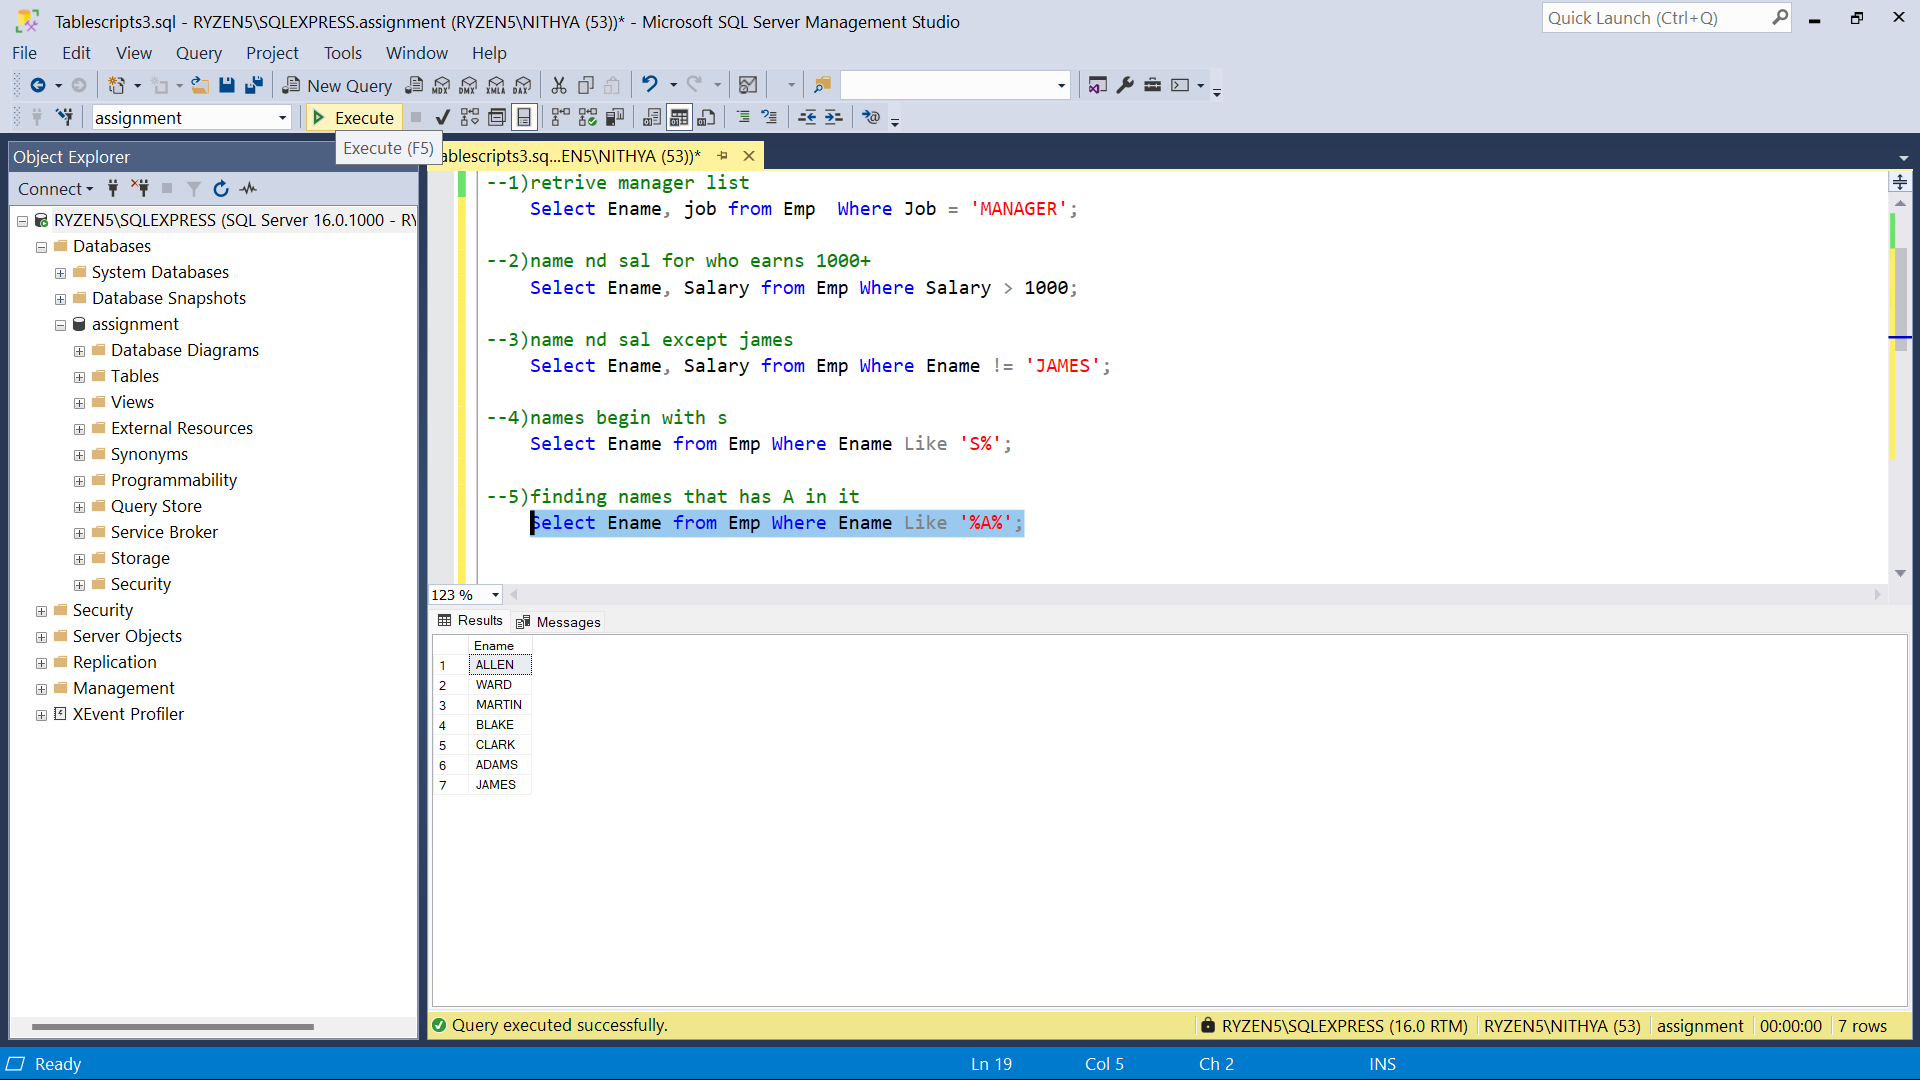 Tablescripts3.sql - RYZEN5\SQLEXPRESS.assignment (RYZEN5\NITHYA (53))* - Microsoft SQL Server Management Studio
Quick Launch (Ctrl+Q)
File Edit View Query Project Tools Window Help
New Query MDX DMX XMLA DAX
assignment Execute
Execute (F5)
Object Explorer
ablescripts3.sq...EN5\NITHYA (53))*
Connect
RYZEN5\SQLEXPRESS (SQL Server 16.0.1000 - RY
Databases
System Databases
Database Snapshots
assignment
Database Diagrams
Tables
Views
External Resources
Synonyms
Programmability
Query Store
Service Broker
Storage
Security
Security
Server Objects
Replication
Management
XEvent Profiler
--1)retrive manager list
Select Ename, job from Emp  Where Job = 'MANAGER';
--2)name nd sal for who earns 1000+
Select Ename, Salary from Emp Where Salary > 1000;
--3)name nd sal except james
Select Ename, Salary from Emp Where Ename != 'JAMES';
--4)names begin with s
Select Ename from Emp Where Ename Like 'S%';
--5)finding names that has A in it
Select Ename from Emp Where Ename Like '%A%';
123 %
Results Messages
Ename
1 ALLEN
2 WARD
3 MARTIN
4 BLAKE
5 CLARK
6 ADAMS
7 JAMES
Query executed successfully. RYZEN5\SQLEXPRESS (16.0 RTM) RYZEN5\NITHYA (53) assignment 00:00:00 7 rows
Ready Ln 19 Col 5 Ch 2 INS